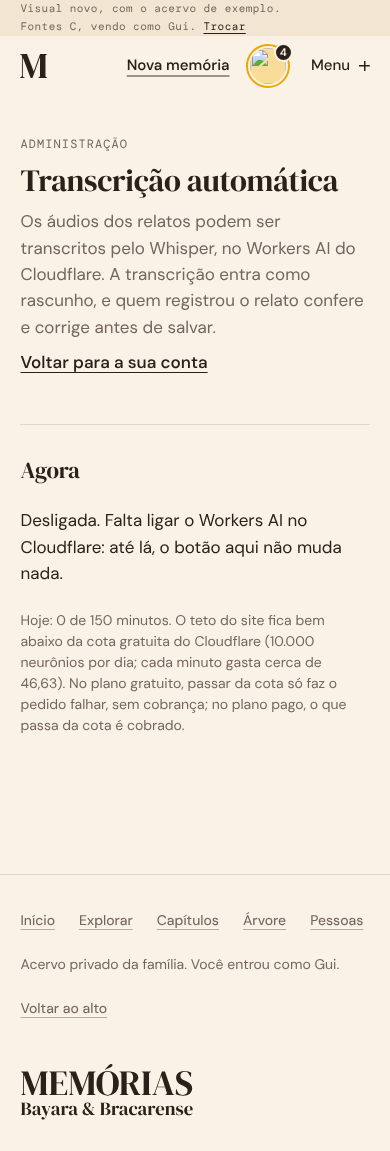 Visual novo, com o acervo de exemplo.
Fontes C, vendo como Gui. Trocar
M
Nova memória
4
Menu +
ADMINISTRAÇÃO
Transcrição automática
Os áudios dos relatos podem ser
transcritos pelo Whisper, no Workers AI do
Cloudflare. A transcrição entra como
rascunho, e quem registrou o relato confere
e corrige antes de salvar.
Voltar para a sua conta
Agora
Desligada. Falta ligar o Workers AI no
Cloudflare: até lá, o botão aqui não muda
nada.
Hoje: 0 de 150 minutos. O teto do site fica bem
abaixo da cota gratuita do Cloudflare (10.000
neurônios por dia; cada minuto gasta cerca de
46,63). No plano gratuito, passar da cota só faz o
pedido falhar, sem cobrança; no plano pago, o que
passa da cota é cobrado.
Início Explorar Capítulos Árvore Pessoas
Acervo privado da família. Você entrou como Gui.
Voltar ao alto
MEMÓRIAS
Bayara & Bracarense